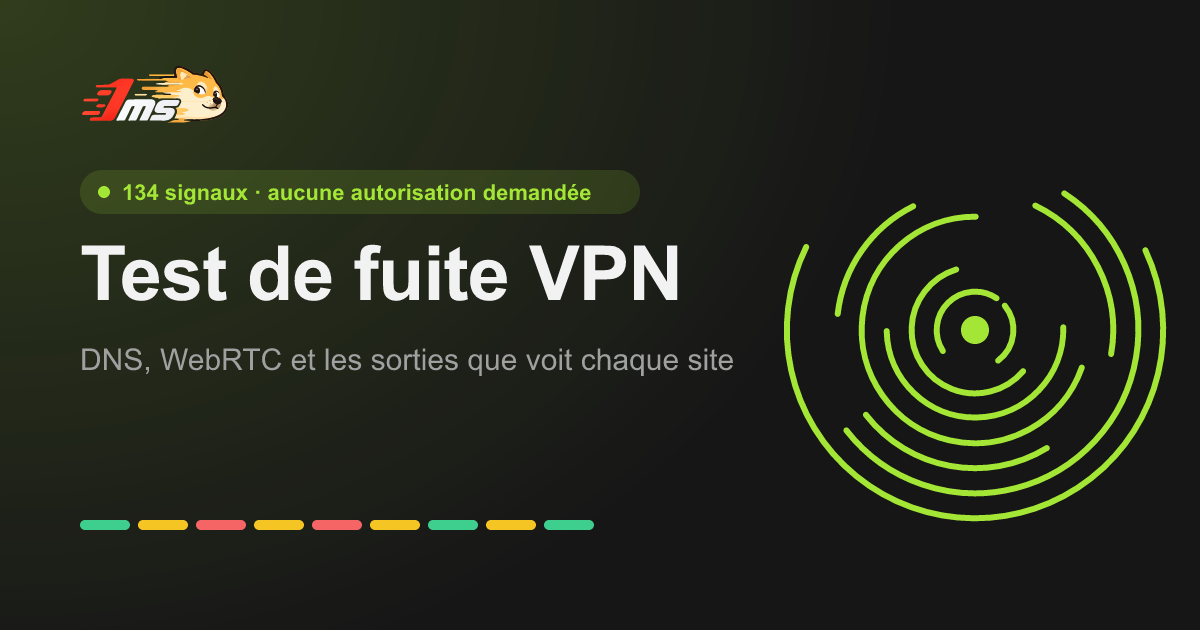 1ms
134 signaux · aucune autorisation demandée
Test de fuite VPN
DNS, WebRTC et les sorties que voit chaque site